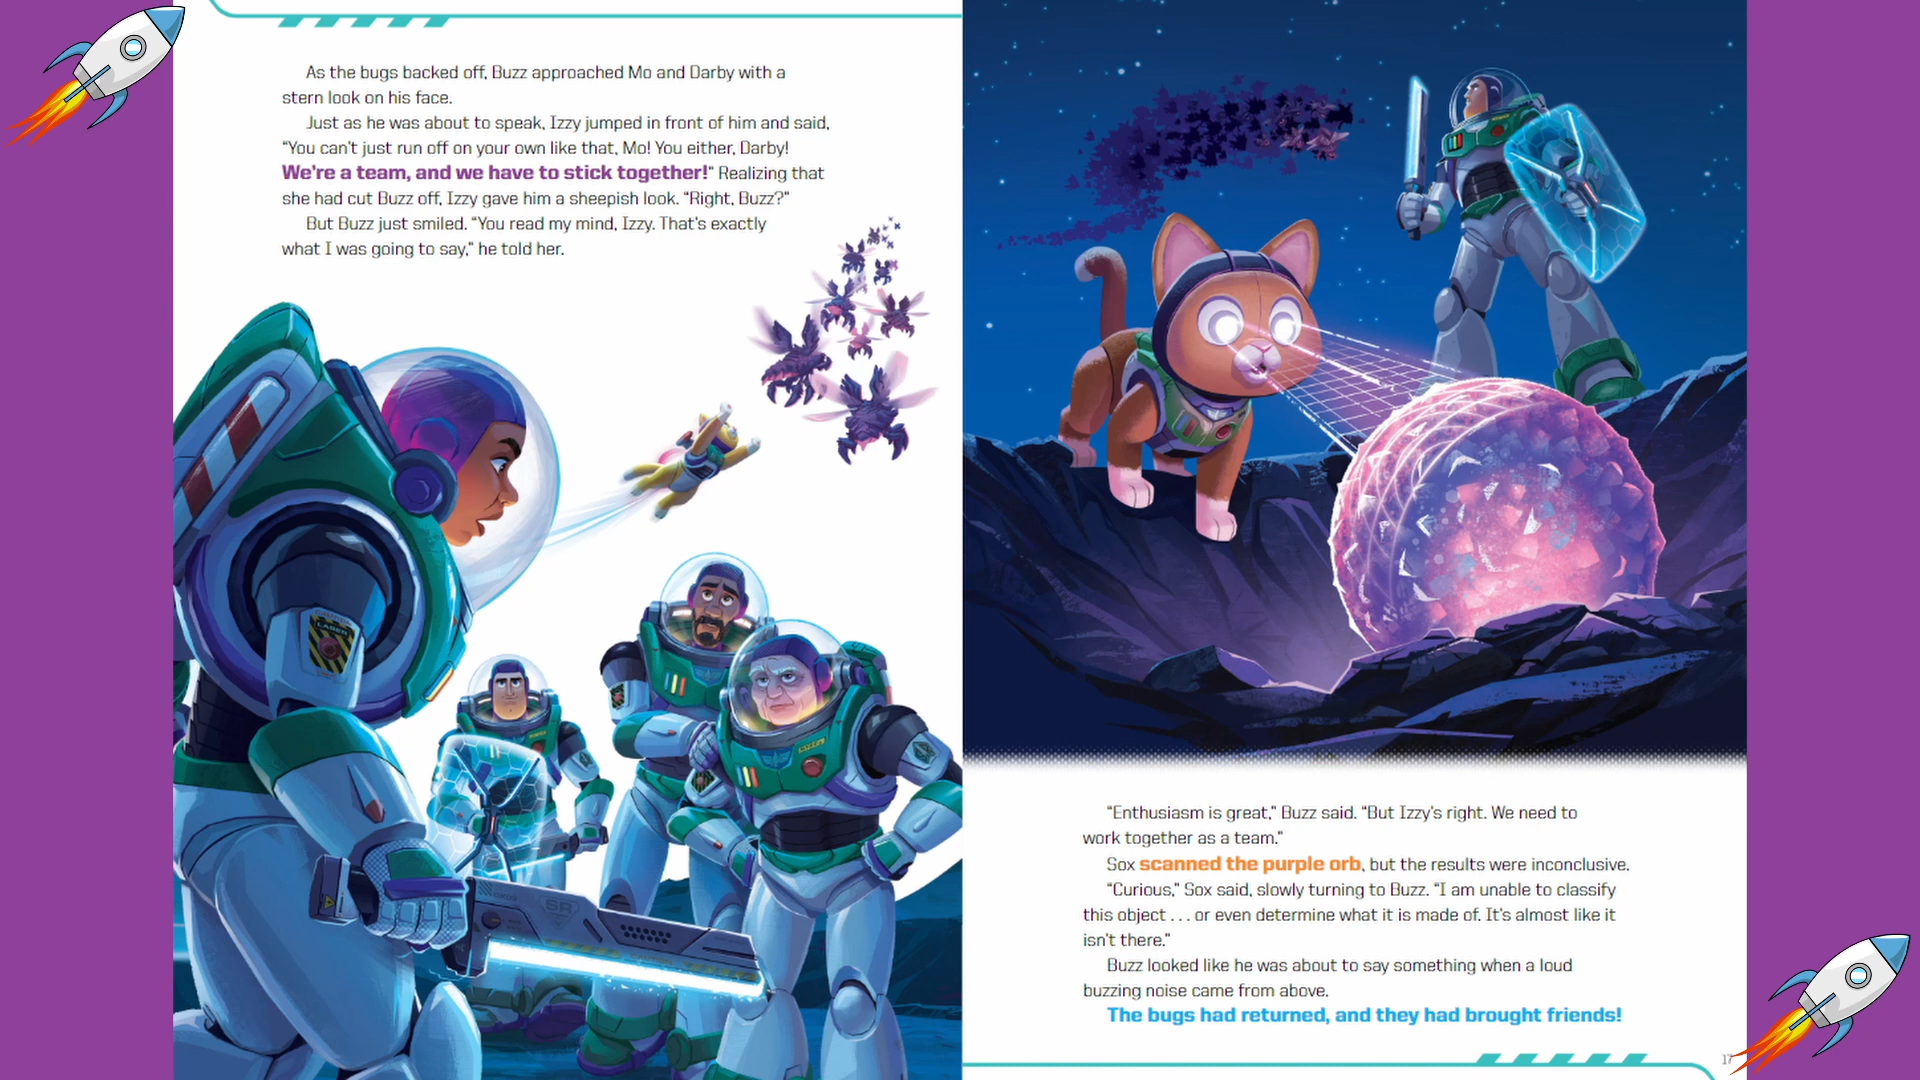 As the bugs backed off, Buzz approached Mo and Darby with a
stern look on his face.
Just as he was about to speak, Izzy jumped in front of him and said,
“You can't just run off on your own like that, Mo! You either, Darby!
We're a team, and we have to stick together!” Realizing that
she had cut Buzz off, Izzy gave him a sheepish look. “Right, Buzz?”
But Buzz just smiled. “You read my mind, Izzy. That's exactly
what I was going to say,” he told her.
LASER
SR
“Enthusiasm is great,” Buzz said. “But Izzy's right. We need to
work together as a team.”
Sox scanned the purple orb, but the results were inconclusive.
“Curious,” Sox said, slowly turning to Buzz. “I am unable to classify
this object . . . or even determine what it is made of. It's almost like it
isn't there.”
Buzz looked like he was about to say something when a loud
buzzing noise came from above.
The bugs had returned, and they had brought friends!
17